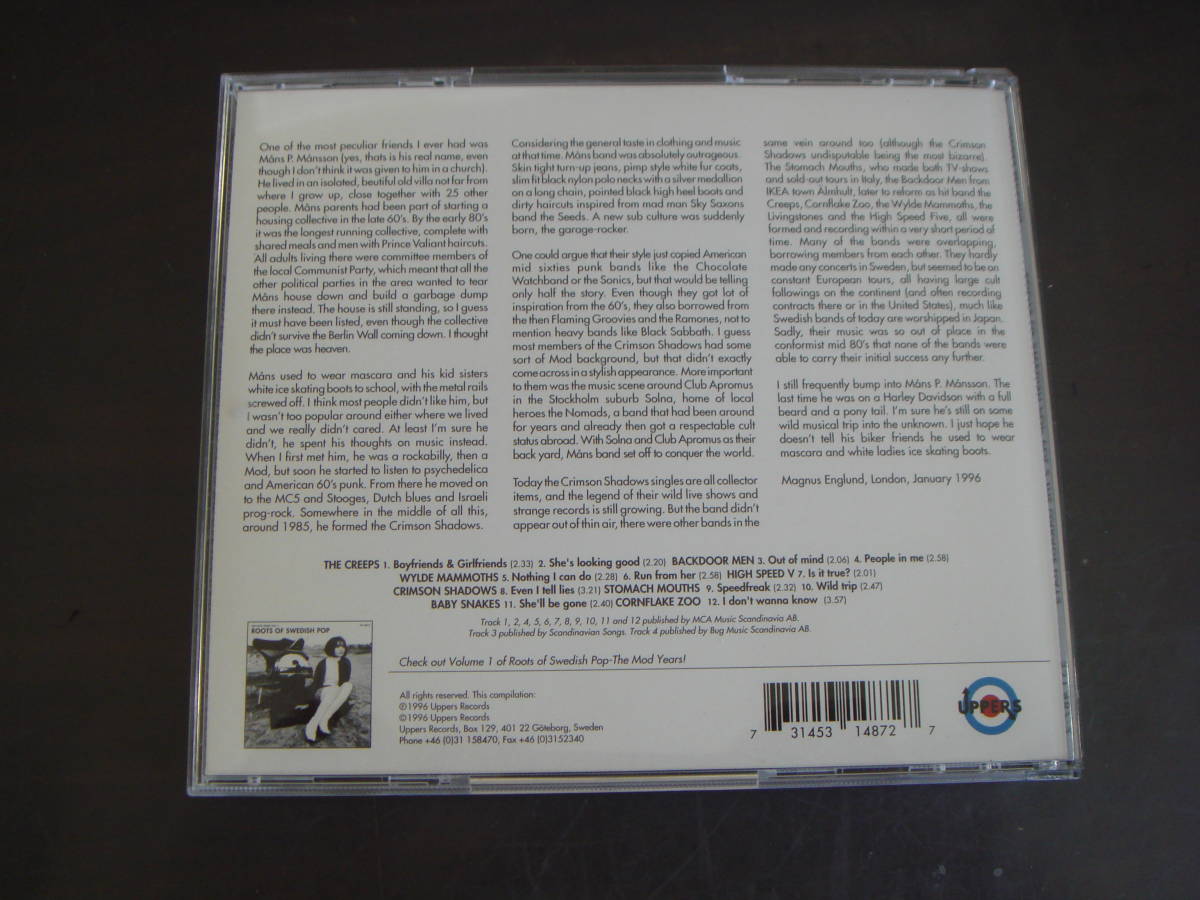 One of the most peculiar friends I ever had was
Måns P. Månsson (yes, thats is his real name, even
though I don't think it was given to him in a church).
He lived in an isolated, beutiful old villa not far from
where I grow up, close together with 25 other
people. Måns parents had been part of starting a
housing collective in the late 60's. By the early 80's
it was the longest running collective, complete with
shared meals and men with Prince Valiant haircuts.
All adults living there were committee members of
the local Communist Party, which meant that all the
other political parties in the area wanted to tear
Måns house down and build a garbage dump
there instead. The house is still standing, so I guess
it must have been listed, even though the collective
didn't survive the Berlin Wall coming down. I thought
the place was heaven.
Måns used to wear mascara and his kid sisters
white ice skating boots to school, with the metal rails
screwed off. I think most people didn't like him, but
I wasn't too popular around either where we lived
and we really didn't cared. At least I'm sure he
didn't, he spent his thoughts on music instead.
When I first met him, he was a rockabilly, then a
Mod, but soon he started to listen to psychedelica
and American 60's punk. From there he moved on
to the MC5 and Stooges, Dutch blues and Israeli
prog-rock. Somewhere in the middle of all this,
around 1985, he formed the Crimson Shadows.
Considering the general taste in clothing and music
at that time. Måns band was absolutely outrageous.
Skin tight turn-up jeans, pimp style white fur coats,
slim fit black nylon polo necks with a silver medallion
on a long chain, pointed black high heel boots and
dirty haircuts inspired from mad man Sky Saxons
band the Seeds. A new sub culture was suddenly
born, the garage-rocker.
One could argue that their style just copied American
mid sixties punk bands like the Chocolate
Watchband or the Sonics, but that would be telling
only half the story. Even though they got lot of
inspiration from the 60's, they also borrowed from
the then Flaming Groovies and the Ramones, not to
mention heavy bands like Black Sabbath. I guess
most members of the Crimson Shadows had some
sort of Mod background, but that didn't exactly
come across in a stylish appearance. More important
to them was the music scene around Club Apromus
in the Stockholm suburb Solna, home of local
heroes the Nomads, a band that had been around
for years and already then got a respectable cult
status abroad. With Solna and Club Apromus as their
back yard, Måns band set off to conquer the world.
Today the Crimson Shadows singles are all collector
items, and the legend of their wild live shows and
strange records is still growing. But the band didn't
appear out of thin air, there were other bands in the
same vein around too (although the Crimson
Shadows undisputable being the most bizarre).
The Stomach Mouths, who made both TV-shows
and sold-out tours in Italy, the Backdoor Men from
IKEA town Älmhult, later to reform as hit band the
Creeps, Cornflake Zoo, the Wylde Mammoths, the
Livingstones and the High Speed Five, all were
formed and recording within a very short period of
time. Many of the bands were overlapping,
borrowing members from each other. They hardly
made any concerts in Sweden, but seemed to be on
constant European tours, all having large cult
followings on the continent (and often recording
contracts there or in the United States), much like
Swedish bands of today are worshipped in Japan.
Sadly, their music was so out of place in the
conformist mid 80's that none of the bands were
able to carry their initial success any further.
I still frequently bump into Måns P. Månsson. The
last time he was on a Harley Davidson with a full
beard and a pony tail. I'm sure he's still on some
wild musical trip into the unknown. I just hope he
doesn't tell his biker friends he used to wear
mascara and white ladies ice skating boots.
Magnus Englund, London, January 1996
THE CREEPS 1. Boyfriends & Girlfriends (2.33) 2. She's looking good (2.20) BACKDOOR MEN 3. Out of mind (2.06) 4. People in me (2.58)
WYLDE MAMMOTHS 5. Nothing I can do (2.28) 6. Run from her (2.58) HIGH SPEED V 7. Is it true? (2.01)
CRIMSON SHADOWS 8. Even I tell lies (3.21) STOMACH MOUTHS 9. Speedfreak (2.32) 10. Wild trip (2.47)
BABY SNAKES 11. She'll be gone (2.40) CORNFLAKE ZOO 12. I don't wanna know (3.57)
Track 1, 2, 4, 5, 6, 7, 8, 9, 10, 11 and 12 published by MCA Music Scandinavia AB.
Track 3 published by Scandinavian Songs. Track 4 published by Bug Music Scandinavia AB.
ROOTS OF SWEDISH POP
Check out Volume 1 of Roots of Swedish Pop-The Mod Years!
All rights reserved. This compilation:
℗1996 Uppers Records
©1996 Uppers Records
Uppers Records, Box 129, 401 22 Göteborg, Sweden
Phone +46 (0)31 158470, Fax +46 (0)3152340
7 31453 14872 7
UPPERS